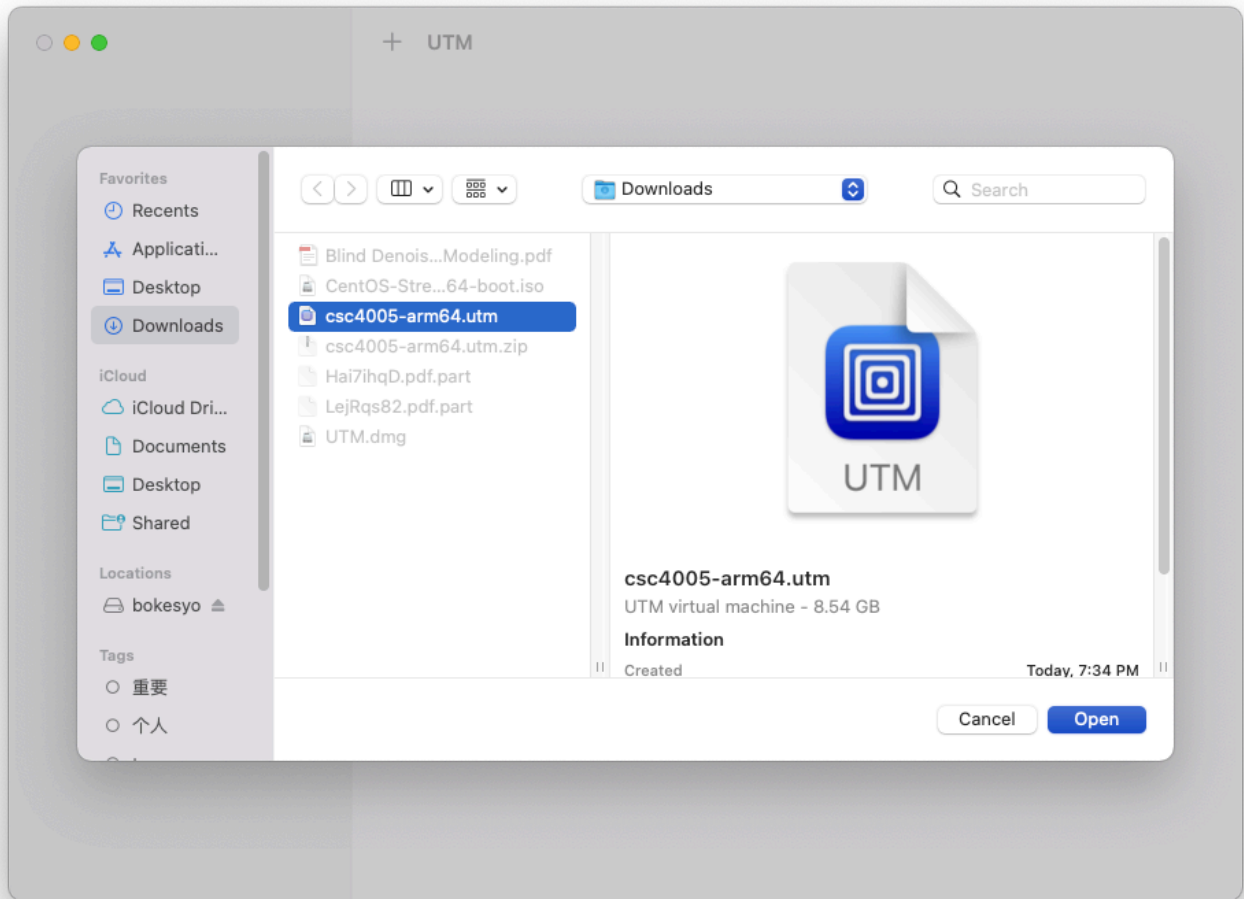 UTM
Favorites
Recents
Applicati...
Desktop
Downloads
iCloud
iCloud Dri...
Documents
Desktop
Shared
Locations
bokesyo
Tags
重要
个人
Downloads
Search
Blind Denois...Modeling.pdf
CentOS-Stre...64-boot.iso
csc4005-arm64.utm
csc4005-arm64.utm.zip
Hai7ihqD.pdf.part
LejRqs82.pdf.part
UTM.dmg
UTM
csc4005-arm64.utm
UTM virtual machine - 8.54 GB
Information
Created Today, 7:34 PM
Cancel Open